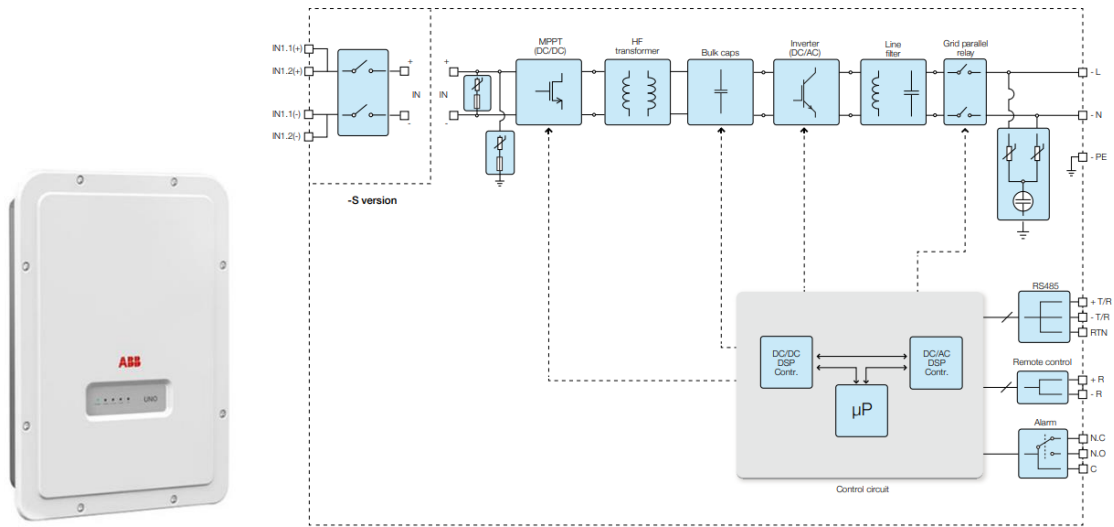 IN1.1(+)
IN1.2(+)
IN1.1(-)
IN1.2(-)
+
IN
-
-S version
+
IN
-
MPPT
(DC/DC)
HF
transformer
Bulk caps
Inverter
(DC/AC)
Line
filter
Grid parallel
relay
- L
- N
- PE
ABB
UNO
DC/DC
DSP
Contr.
DC/AC
DSP
Contr.
µP
Control circuit
RS485
+ T/R
- T/R
RTN
Remote control
+ R
- R
Alarm
N.C
N.O
C